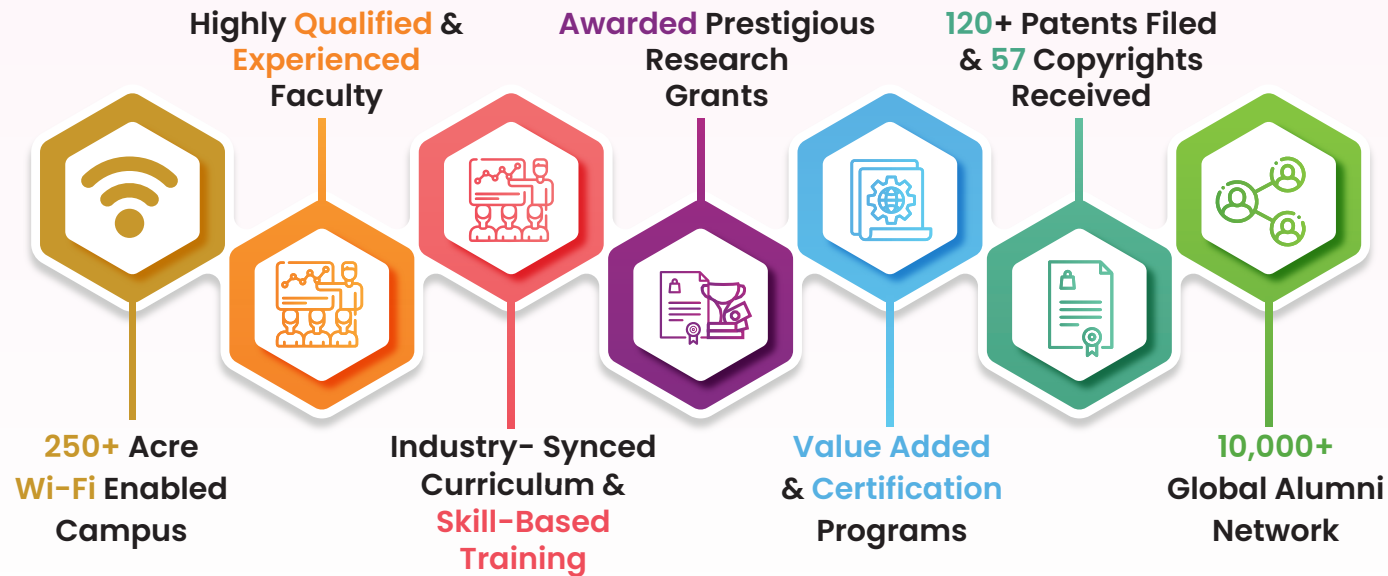 Highly Qualified &
Experienced
Faculty
Awarded Prestigious
Research
Grants
120+ Patents Filed
& 57 Copyrights
Received
250+ Acre
Wi-Fi Enabled
Campus
Industry- Synced
Curriculum &
Skill-Based
Training
Value Added
& Certification
Programs
10,000+
Global Alumni
Network